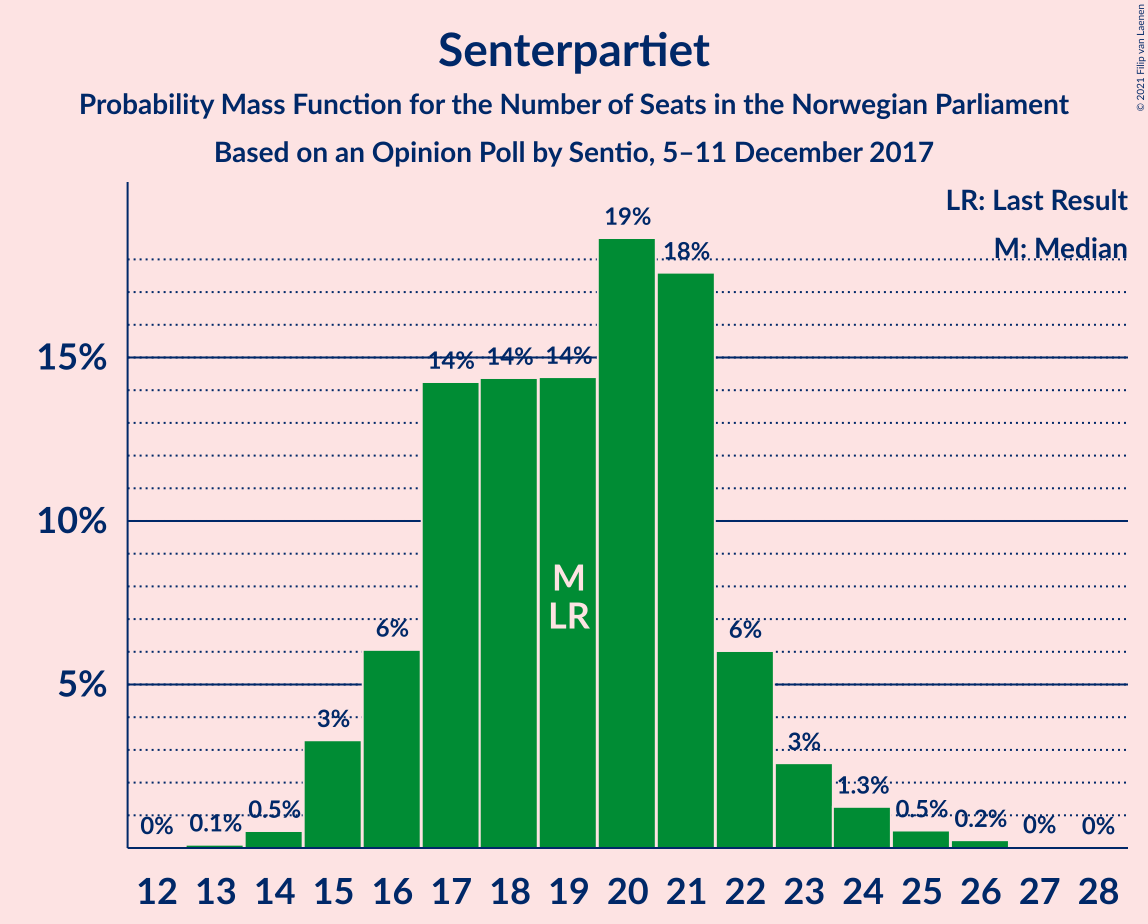 Senterpartiet
Probability Mass Function for the Number of Seats in the Norwegian Parliament
Based on an Opinion Poll by Sentio, 5–11 December 2017
© 2021 Filip van Laenen
LR: Last Result
M: Median
15%
10%
5%
0%
0.1%
0.5%
3%
6%
14%
14%
14%
19%
18%
6%
3%
1.3%
0.5%
0.2%
0%
0%
M
LR
12 13 14 15 16 17 18 19 20 21 22 23 24 25 26 27 28